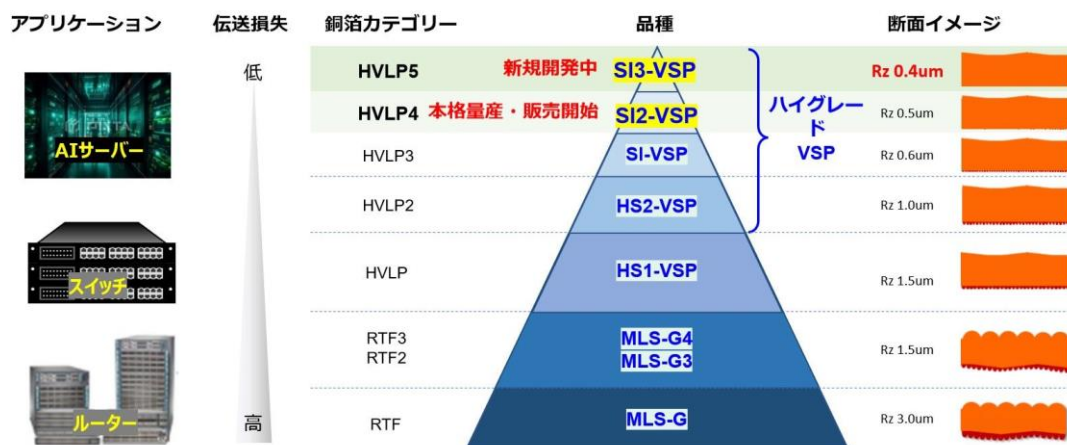 アプリケーション 伝送損失 銅箔カテゴリー 品種 断面イメージ
低
HVLP5 新規開発中 SI3-VSP Rz 0.4um
HVLP4 本格量産・販売開始 SI2-VSP Rz 0.5um
AIサーバー
ハイグレー
ド
VSP
HVLP3 SI-VSP Rz 0.6um
HVLP2 HS2-VSP Rz 1.0um
スイッチ
HVLP HS1-VSP Rz 1.5um
RTF3 MLS-G4
RTF2 MLS-G3
Rz 1.5um
ルーター
高
RTF MLS-G Rz 3.0um